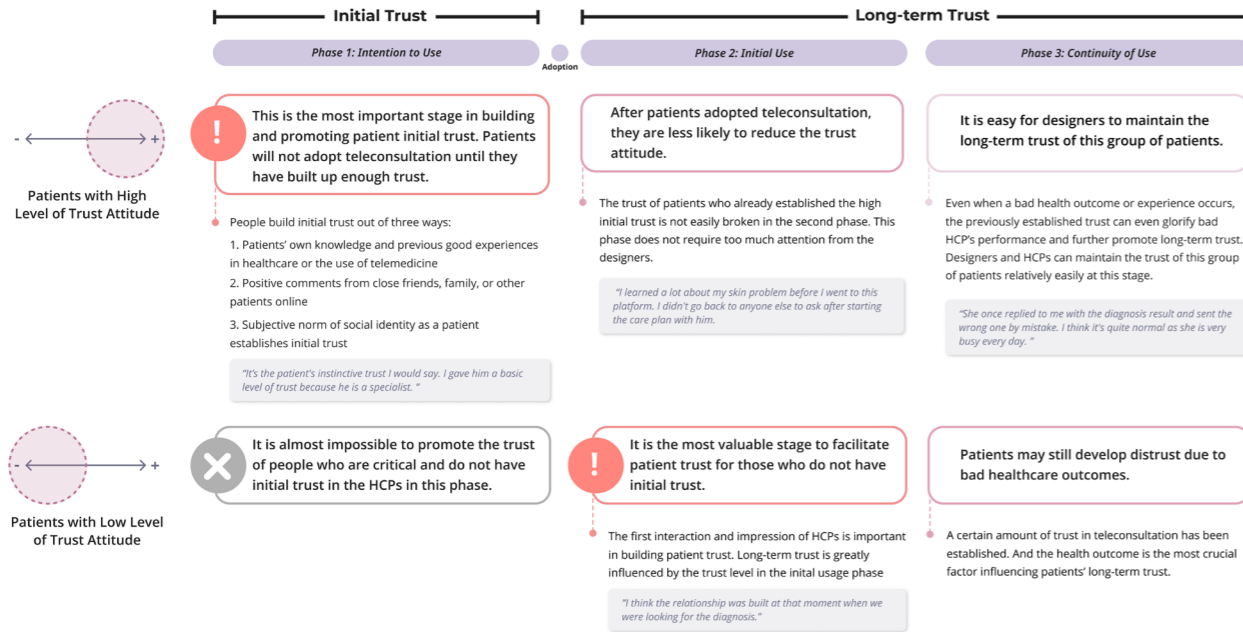 Initial Trust
Long-term Trust
Phase 1: Intention to Use
Adoption
Phase 2: Initial Use
Phase 3: Continuity of Use
-
+
Patients with High
Level of Trust Attitude
!
This is the most important stage in building
and promoting patient initial trust. Patients
will not adopt teleconsultation until they
have built up enough trust.
People build initial trust out of three ways:
1. Patients’ own knowledge and previous good experiences
in healthcare or the use of telemedicine
2. Positive comments from close friends, family, or other
patients online
3. Subjective norm of social identity as a patient
establishes initial trust
“It's the patient's instinctive trust I would say. I gave him a basic
level of trust because he is a specialist. ”
After patients adopted teleconsultation,
they are less likely to reduce the trust
attitude.
The trust of patients who already established the high
initial trust is not easily broken in the second phase. This
phase does not require too much attention from the
designers.
“I learned a lot about my skin problem before I went to this
platform. I didn't go back to anyone else to ask after starting
the care plan with him.
It is easy for designers to maintain the
long-term trust of this group of patients.
Even when a bad health outcome or experience occurs,
the previously established trust can even glorify bad
HCP’s performance and further promote long-term trust.
Designers and HCPs can maintain the trust of this group
of patients relatively easily at this stage.
“She once replied to me with the diagnosis result and sent the
wrong one by mistake. I think it's quite normal as she is very
busy every day. ”
-
+
Patients with Low Level
of Trust Attitude
It is almost impossible to promote the trust
of people who are critical and do not have
initial trust in the HCPs in this phase.
!
It is the most valuable stage to facilitate
patient trust for those who do not have
initial trust.
The first interaction and impression of HCPs is important
in building patient trust. Long-term trust is greatly
influenced by the trust level in the inital usage phase
“I think the relationship was built at that moment when we
were looking for the diagnosis.”
Patients may still develop distrust due to
bad healthcare outcomes.
A certain amount of trust in teleconsultation has been
established. And the health outcome is the most crucial
factor influencing patients’ long-term trust.